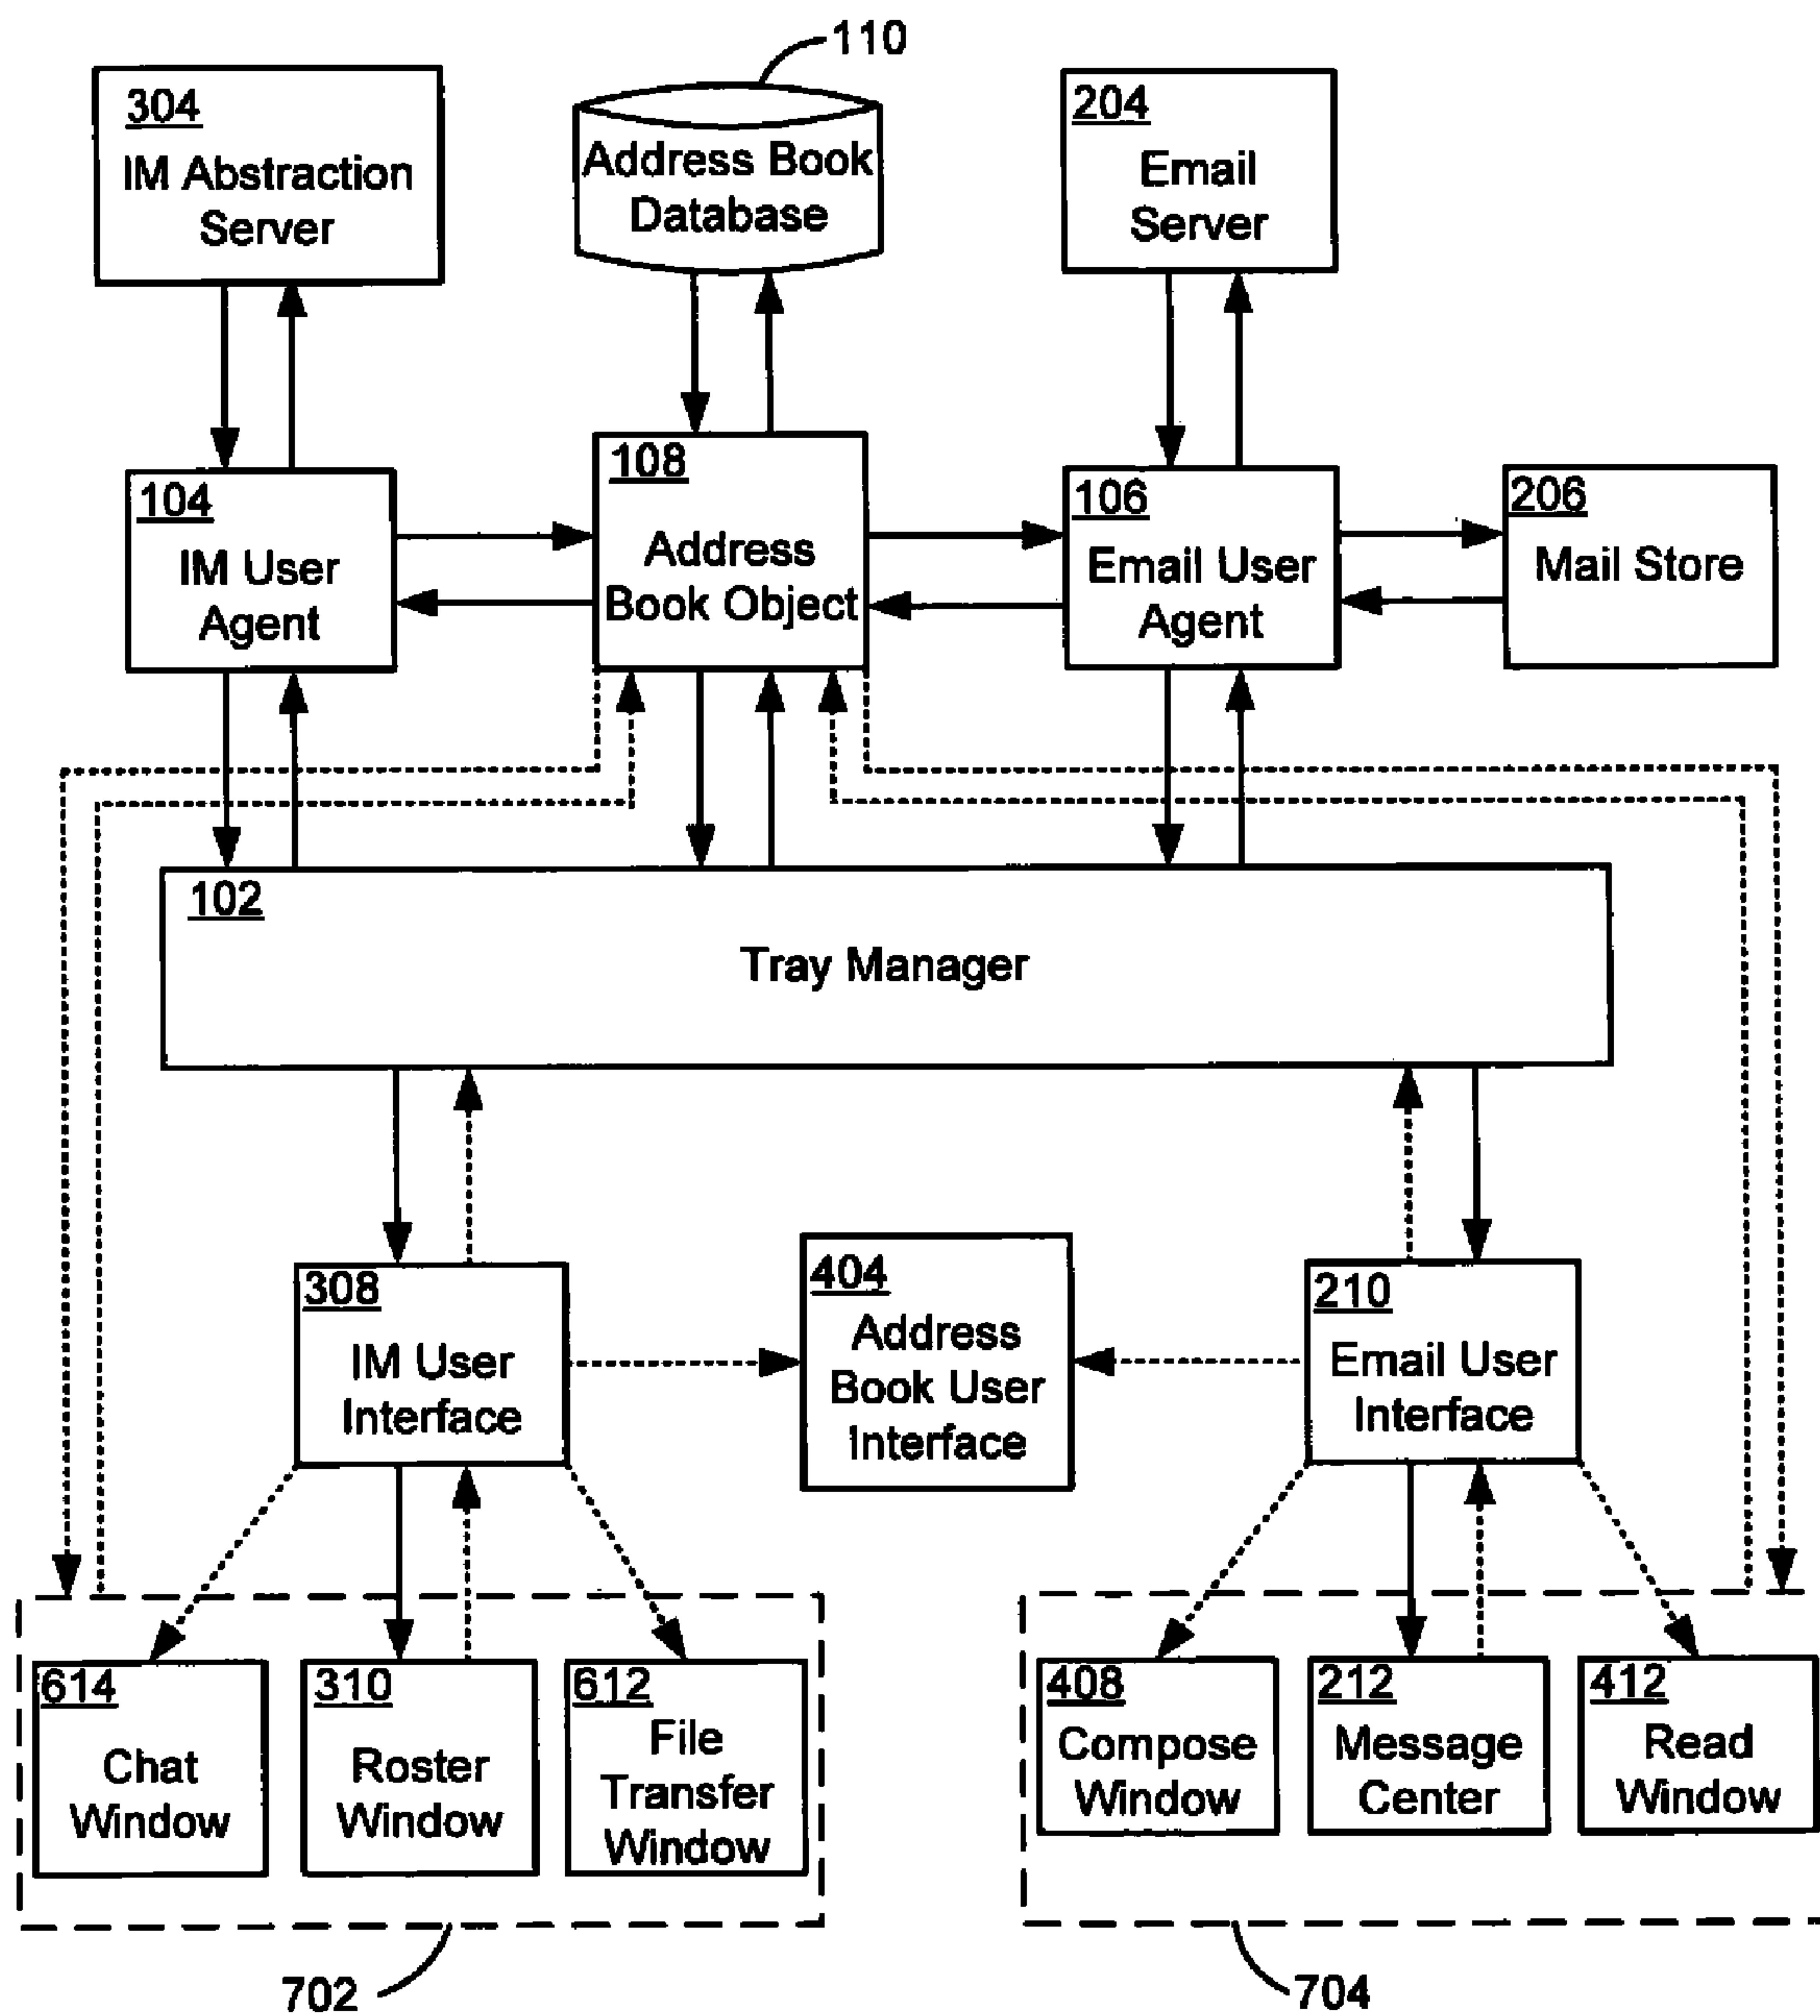 110
304
IM Abstraction
Server
Address Book
Database
204
Email
Server
104
IM User
Agent
108
Address
Book Object
106
Email User
Agent
206
Mail Store
102
Tray Manager
308
IM User
Interface
404
Address
Book User
Interface
210
Email User
Interface
614
Chat
Window
310
Roster
Window
612
File
Transfer
Window
408
Compose
Window
212
Message
Center
412
Read
Window
702
704